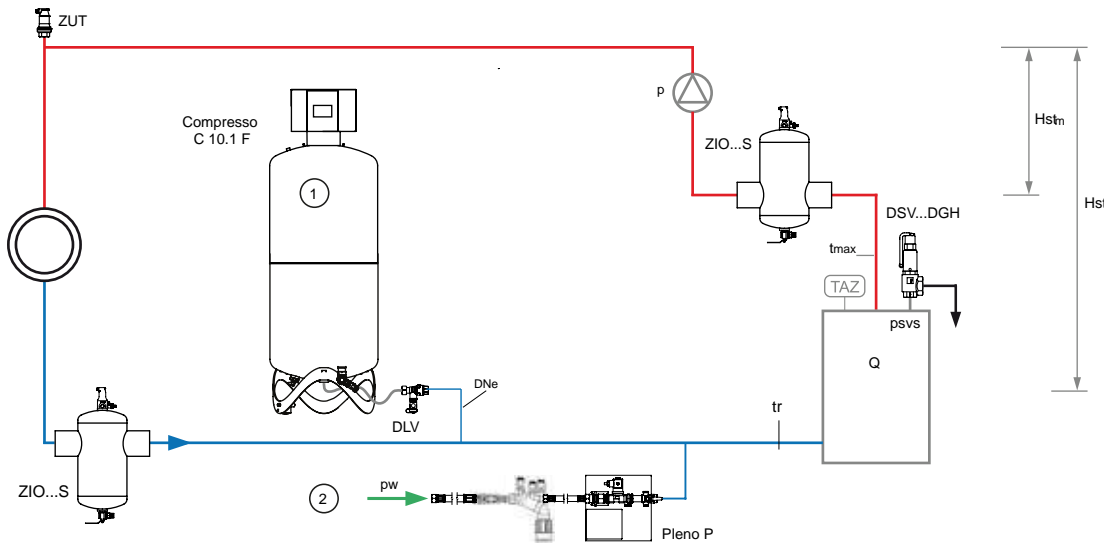 ZUT
p
Hstm
Compresso
C 10.1 F
ZIO...S
1
Hst
DSV...DGH
tmax
TAZ
psvs
Q
DNe
tr
DLV
ZIO...S
pw
2
Pleno P